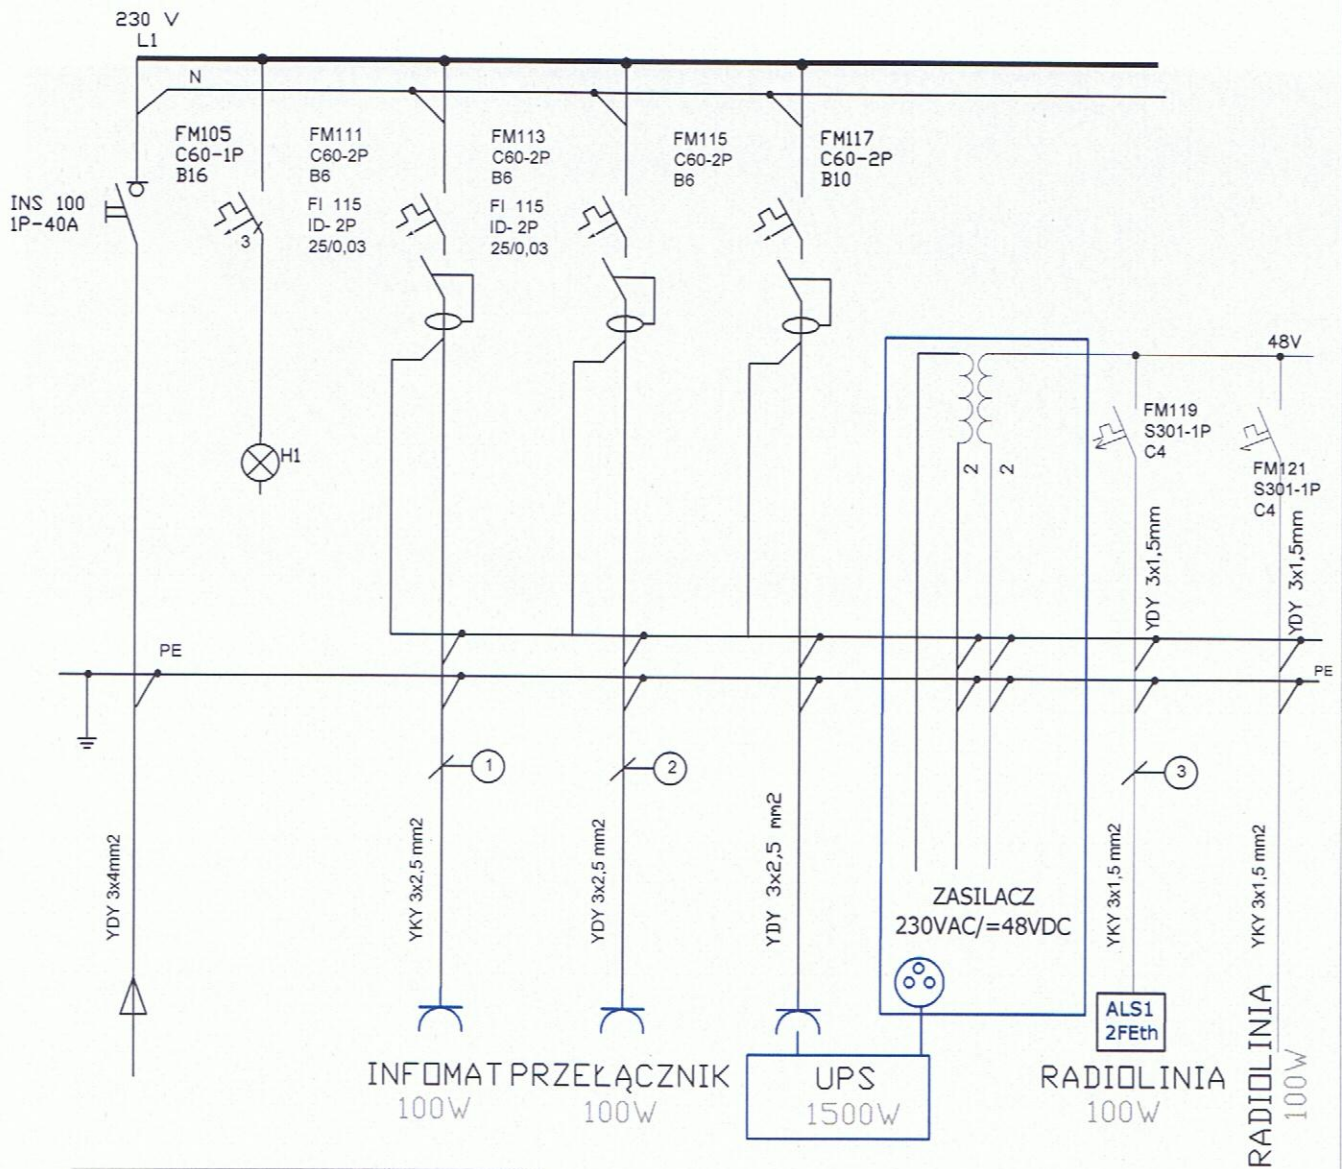 230 V
L1
N
FM105
C60-1P
B16
FM111
C60-2P
B6
FM113
C60-2P
B6
FM115
C60-2P
B6
FM117
C60-2P
B10
INS 100
1P-40A
3
FI 115
ID- 2P
25/0,03
FI 115
ID- 2P
25/0,03
H1
48V
FM119
S301-1P
C4
FM121
S301-1P
C4
2
2
YDY 3x1,5mm
YDY 3x1,5mm
PE
PE
1
2
3
YDY 3x4mm2
YKY 3x2,5 mm2
YDY 3x2,5 mm2
YDY 3x2,5 mm2
YKY 3x1,5 mm2
YKY 3x1,5 mm2
ZASILACZ
230VAC/=48VDC
ALS1
2FEth
INFOMAT
100W
PRZEŁĄCZNIK
100W
UPS
1500W
RADIOLINIA
100W
RADIOLINIA
100W